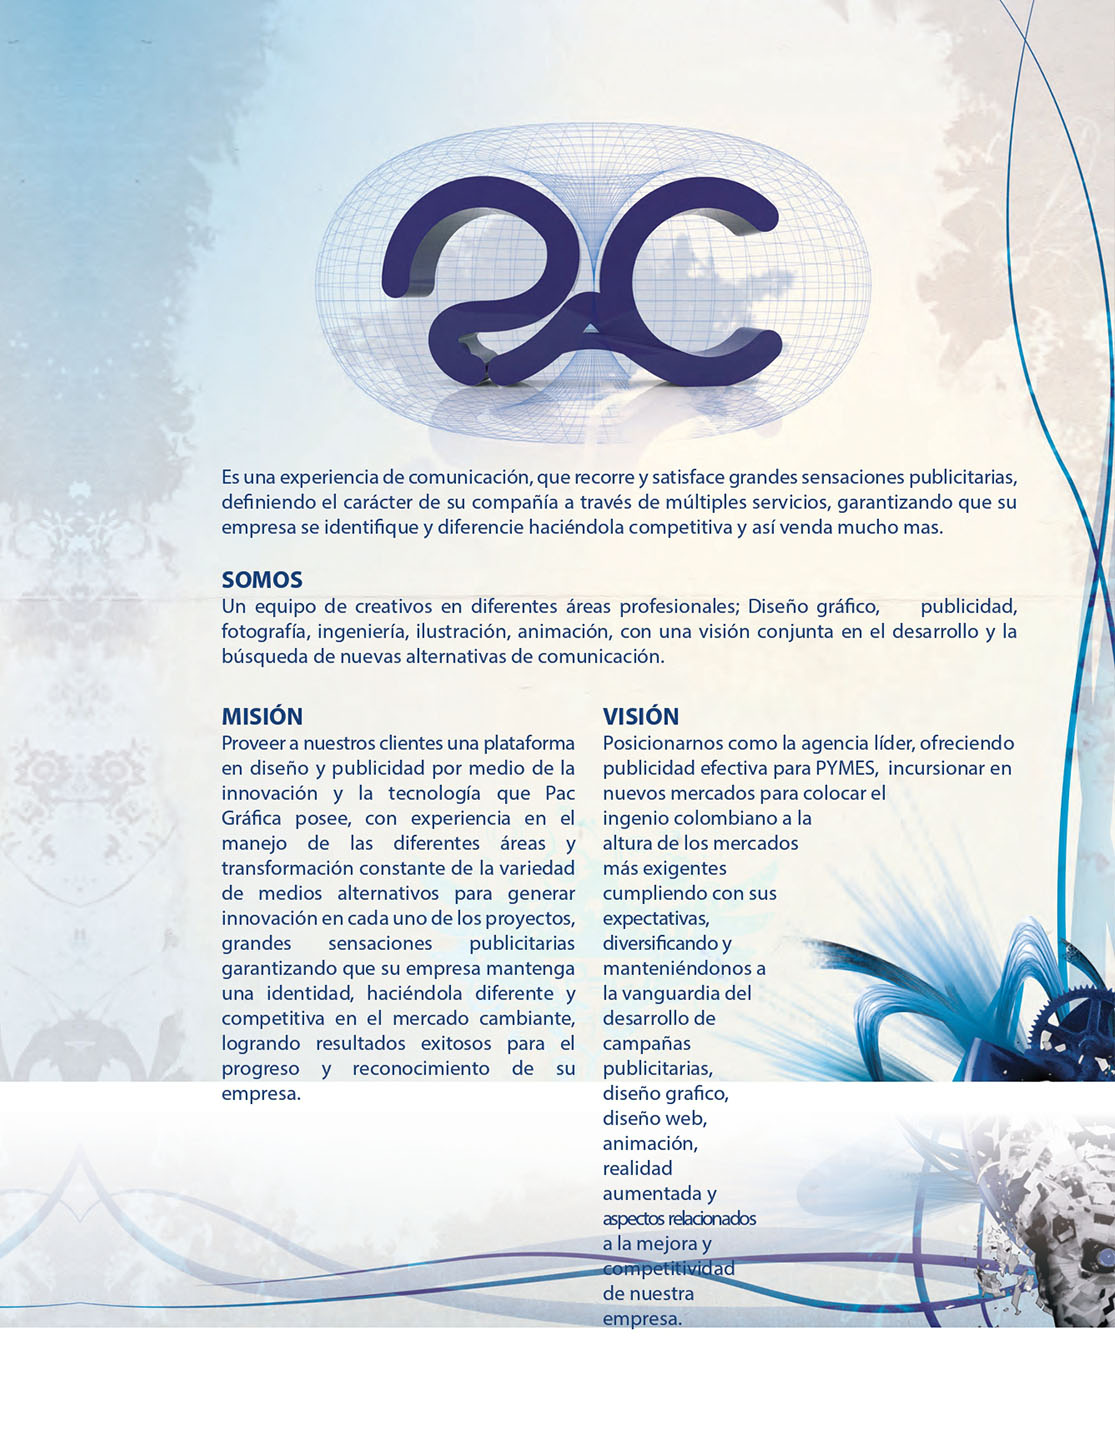 Pac
Es una experiencia de comunicación, que recorre y satisface grandes sensaciones publicitarias,
definiendo el carácter de su compañía a través de múltiples servicios, garantizando que su
empresa se identifique y diferencie haciéndola competitiva y así venda mucho mas.
SOMOS
Un equipo de creativos en diferentes áreas profesionales; Diseño gráfico, publicidad,
fotografía, ingeniería, ilustración, animación, con una visión conjunta en el desarrollo y la
búsqueda de nuevas alternativas de comunicación.
MISIÓN
Proveer a nuestros clientes una plataforma
en diseño y publicidad por medio de la
innovación y la tecnología que Pac
Gráfica posee, con experiencia en el
manejo de las diferentes áreas y
transformación constante de la variedad
de medios alternativos para generar
innovación en cada uno de los proyectos,
grandes sensaciones publicitarias
garantizando que su empresa mantenga
una identidad, haciéndola diferente y
competitiva en el mercado cambiante,
logrando resultados exitosos para el
progreso y reconocimiento de su
empresa.
VISIÓN
Posicionarnos como la agencia líder, ofreciendo
publicidad efectiva para PYMES, incursionar en
nuevos mercados para colocar el
ingenio colombiano a la
altura de los mercados
más exigentes
cumpliendo con sus
expectativas,
diversificando y
manteniéndonos a
la vanguardia del
desarrollo de
campañas
publicitarias,
diseño grafico,
diseño web,
animación,
realidad
aumentada y
aspectos relacionados
a la mejora y
competitividad
de nuestra
empresa.